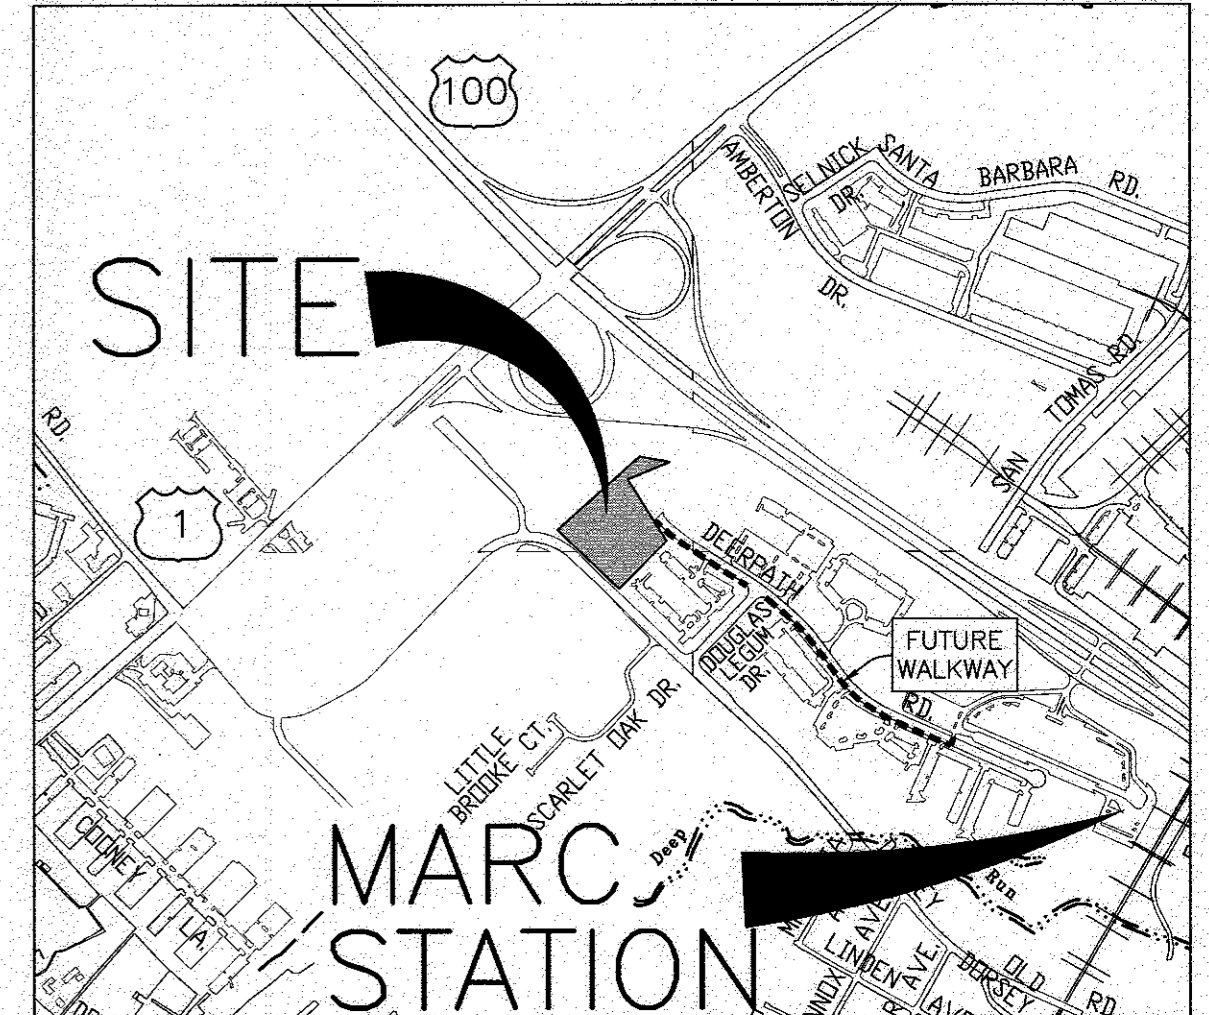 100
AMBERTON
DR.
SELNICK
DR.
SANTA
BARBARA
RD.
SITE
SAN
TOMAS RD.
RD.
1
DEERPATH
RD.
DOUGLAS
LEGUM
DR.
FUTURE
WALKWAY
LITTLE
BROOKE CT.
SCARLET OAK DR.
COONEY
LA.
MARC
STATION
Deep
Run
AVE.
LINDEN
AVE.
OLD
DORSEY
RD.